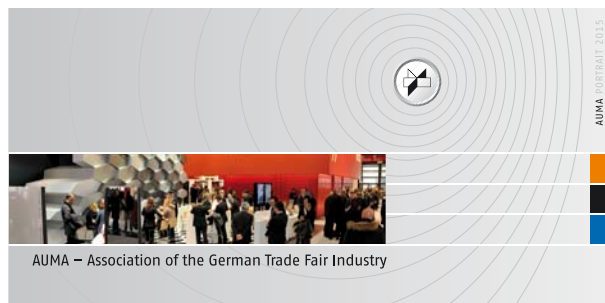 AUMA PORTRAIT 2015
AUMA – Association of the German Trade Fair Industry